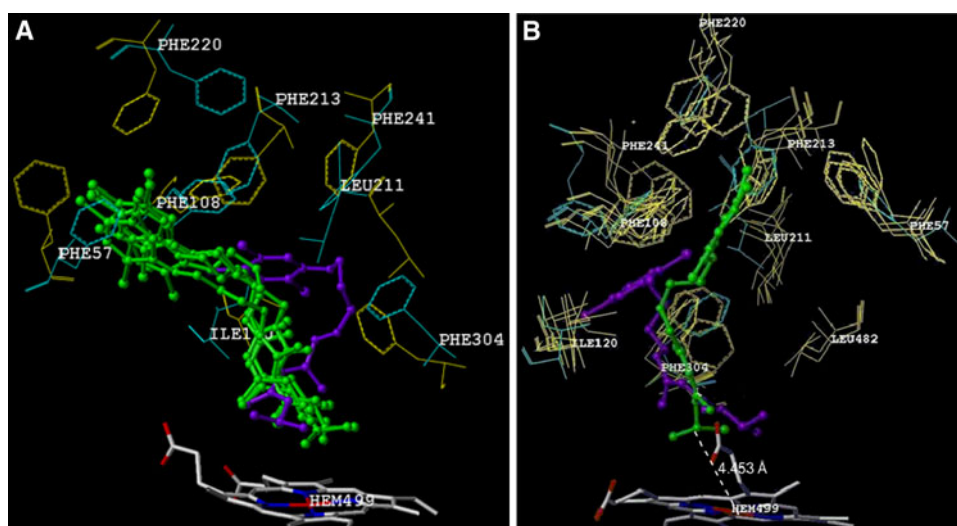 A
PHE220
PHE213
PHE241
LEU211
PHE108
PHE57
PHE304
HEM499
B
PHE220
PHE241
PHE213
PHE108
PHE57
LEU211
ILE120
LEU482
PHE304
4.453 Å
HEM499